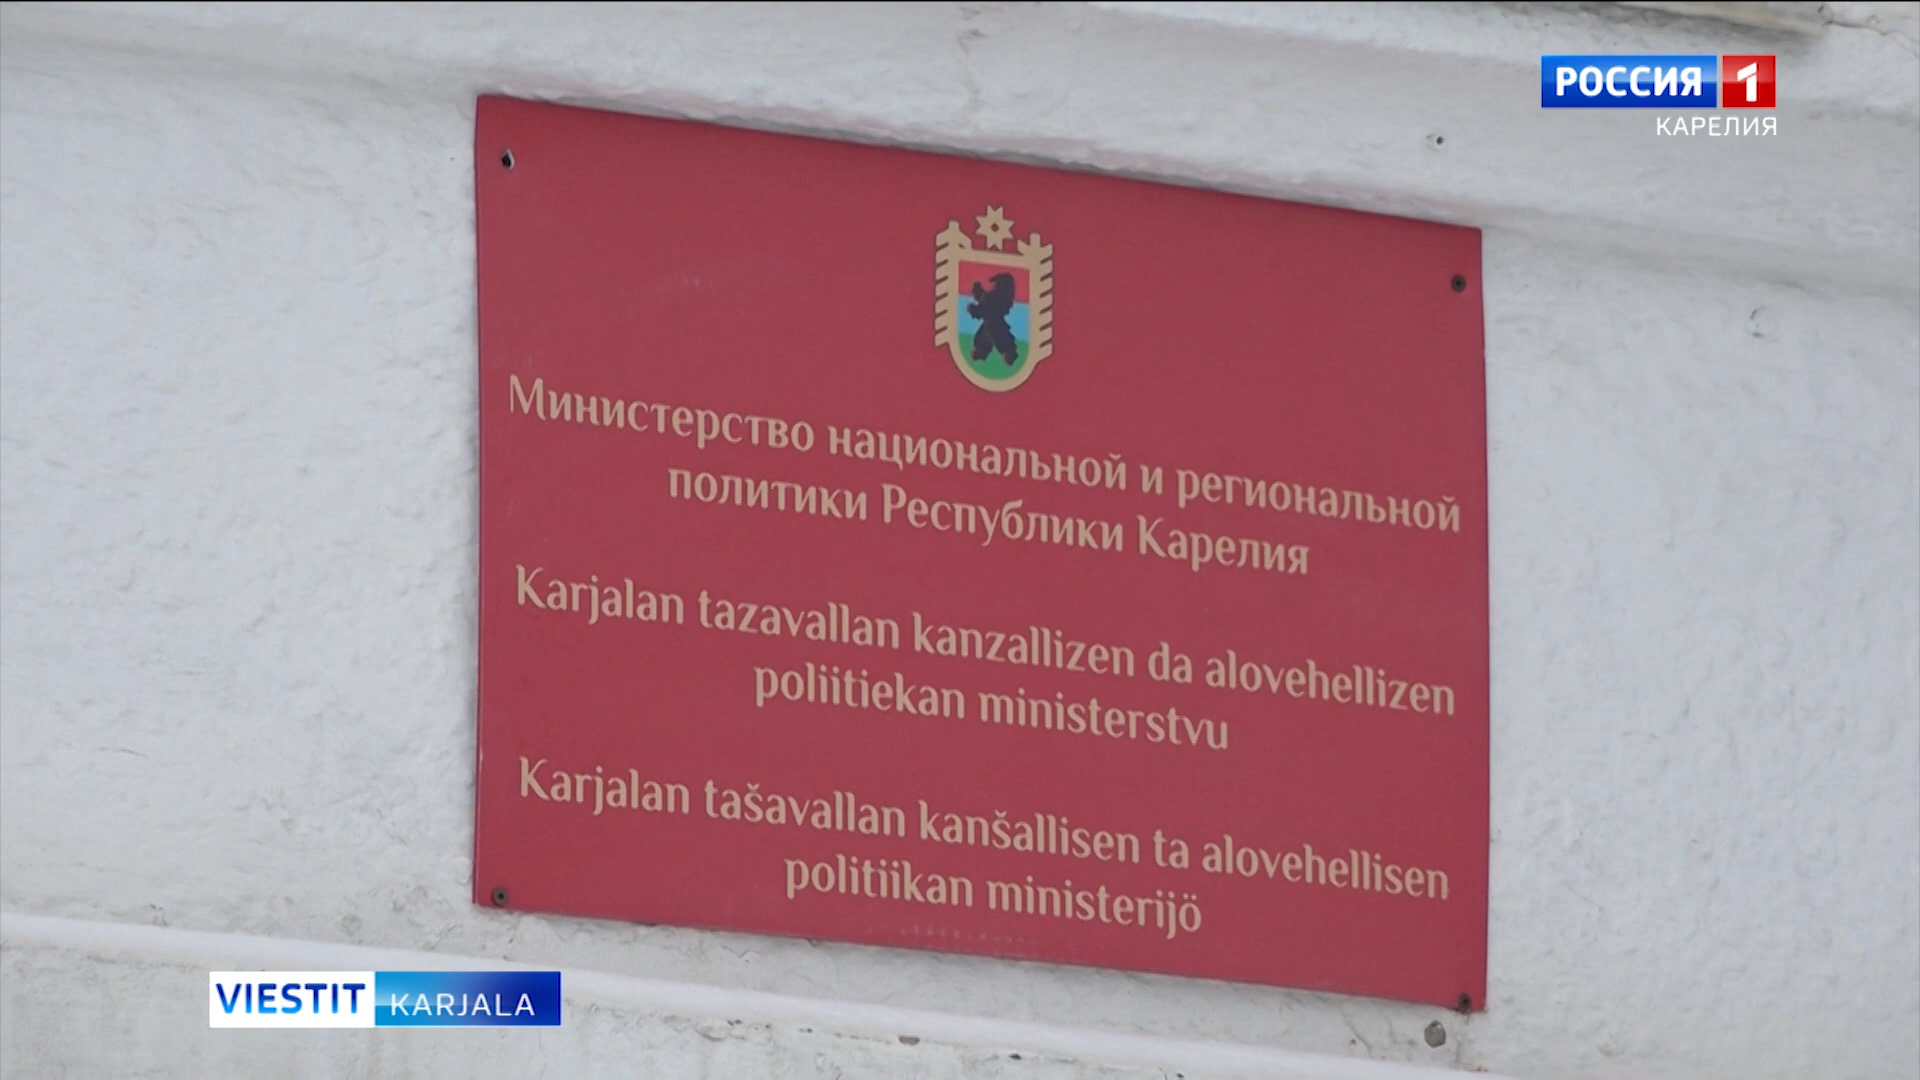 РОССИЯ 1
КАРЕЛИЯ
Министерство национальной и региональной
политики Республики Карелия
Karjalan tazavallan kanzallizen da alovehellizen
poliitiekan ministerstvu
Karjalan tašavallan kanšallisen ta alovehellisen
politiikan ministerijö
VIESTIT KARJALA